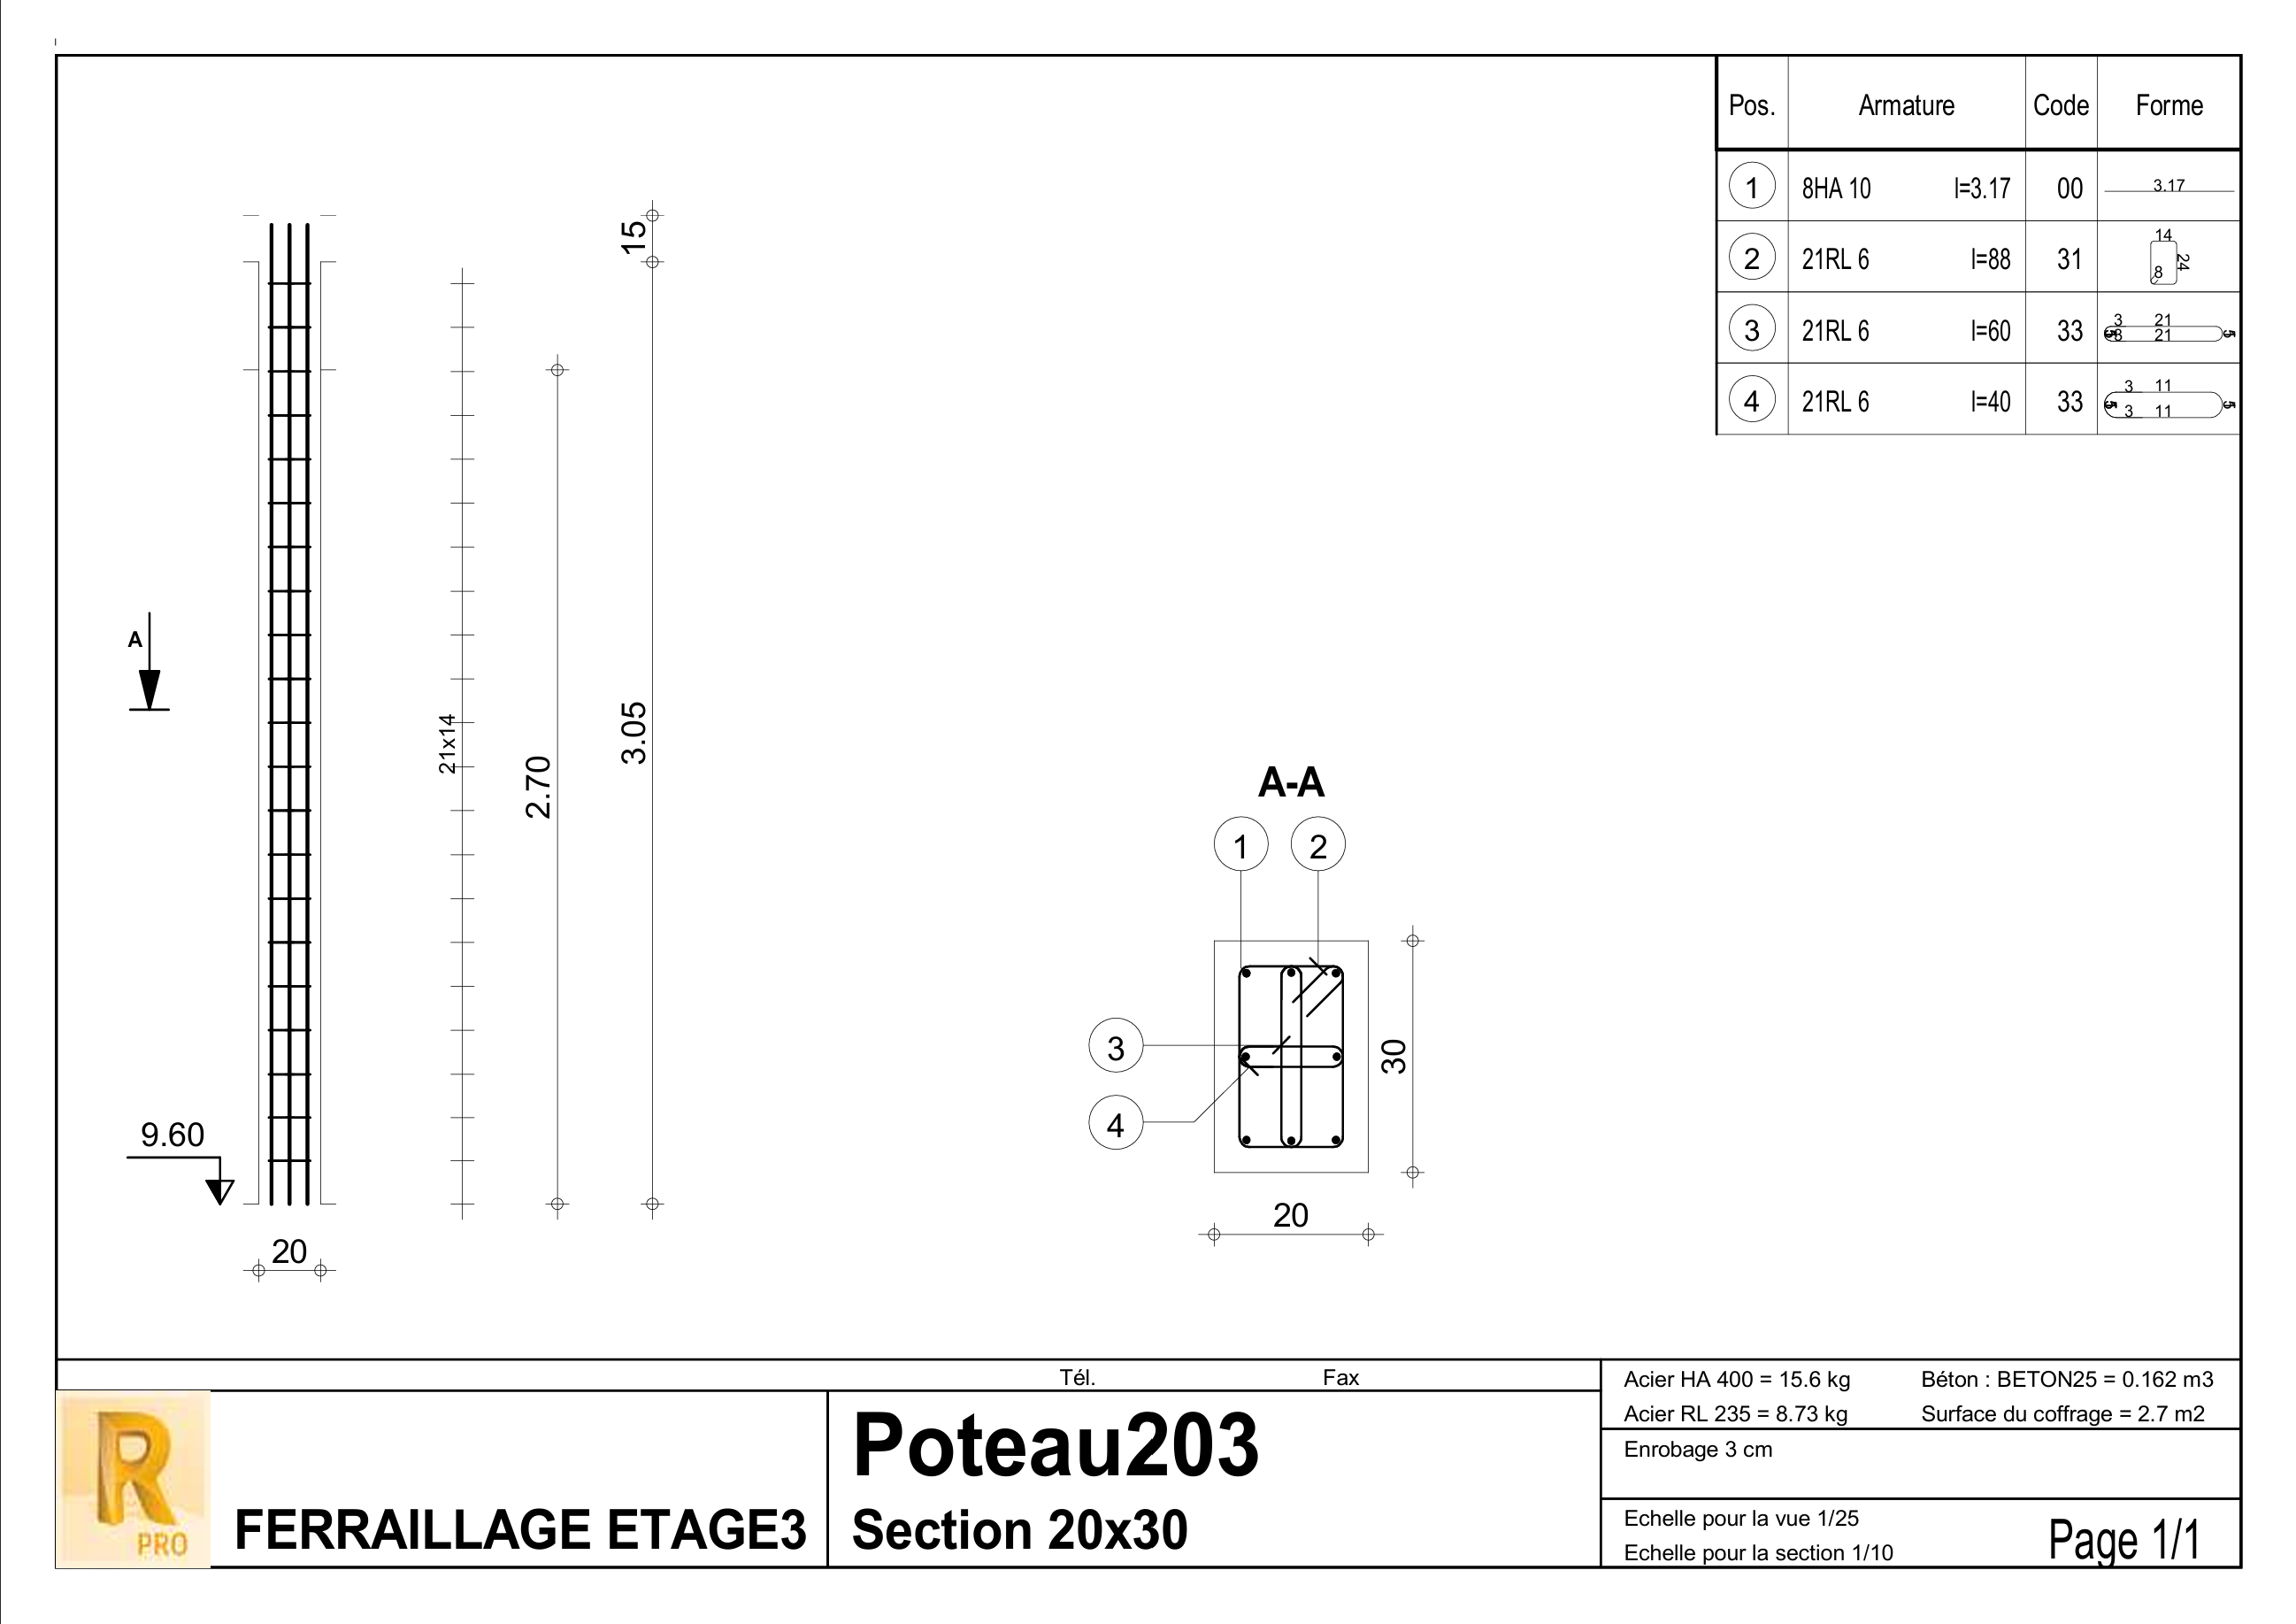 Pos. Armature Code Forme
1 8HA 10 l=3.17 00 3.17
2 21RL 6 l=88 31 14 24 8
3 21RL 6 l=60 33 3 21 21 5
4 21RL 6 l=40 33 3 11 3 11 5
15
A
21x14
2.70
3.05
9.60
20
A-A
1 2
3
4
30
20
Tél. Fax
Acier HA 400 = 15.6 kg Béton : BETON25 = 0.162 m3
Acier RL 235 = 8.73 kg Surface du coffrage = 2.7 m2
Enrobage 3 cm
Echelle pour la vue 1/25
Echelle pour la section 1/10
Page 1/1
R
PRO
FERRAILLAGE ETAGE3
Poteau203
Section 20x30